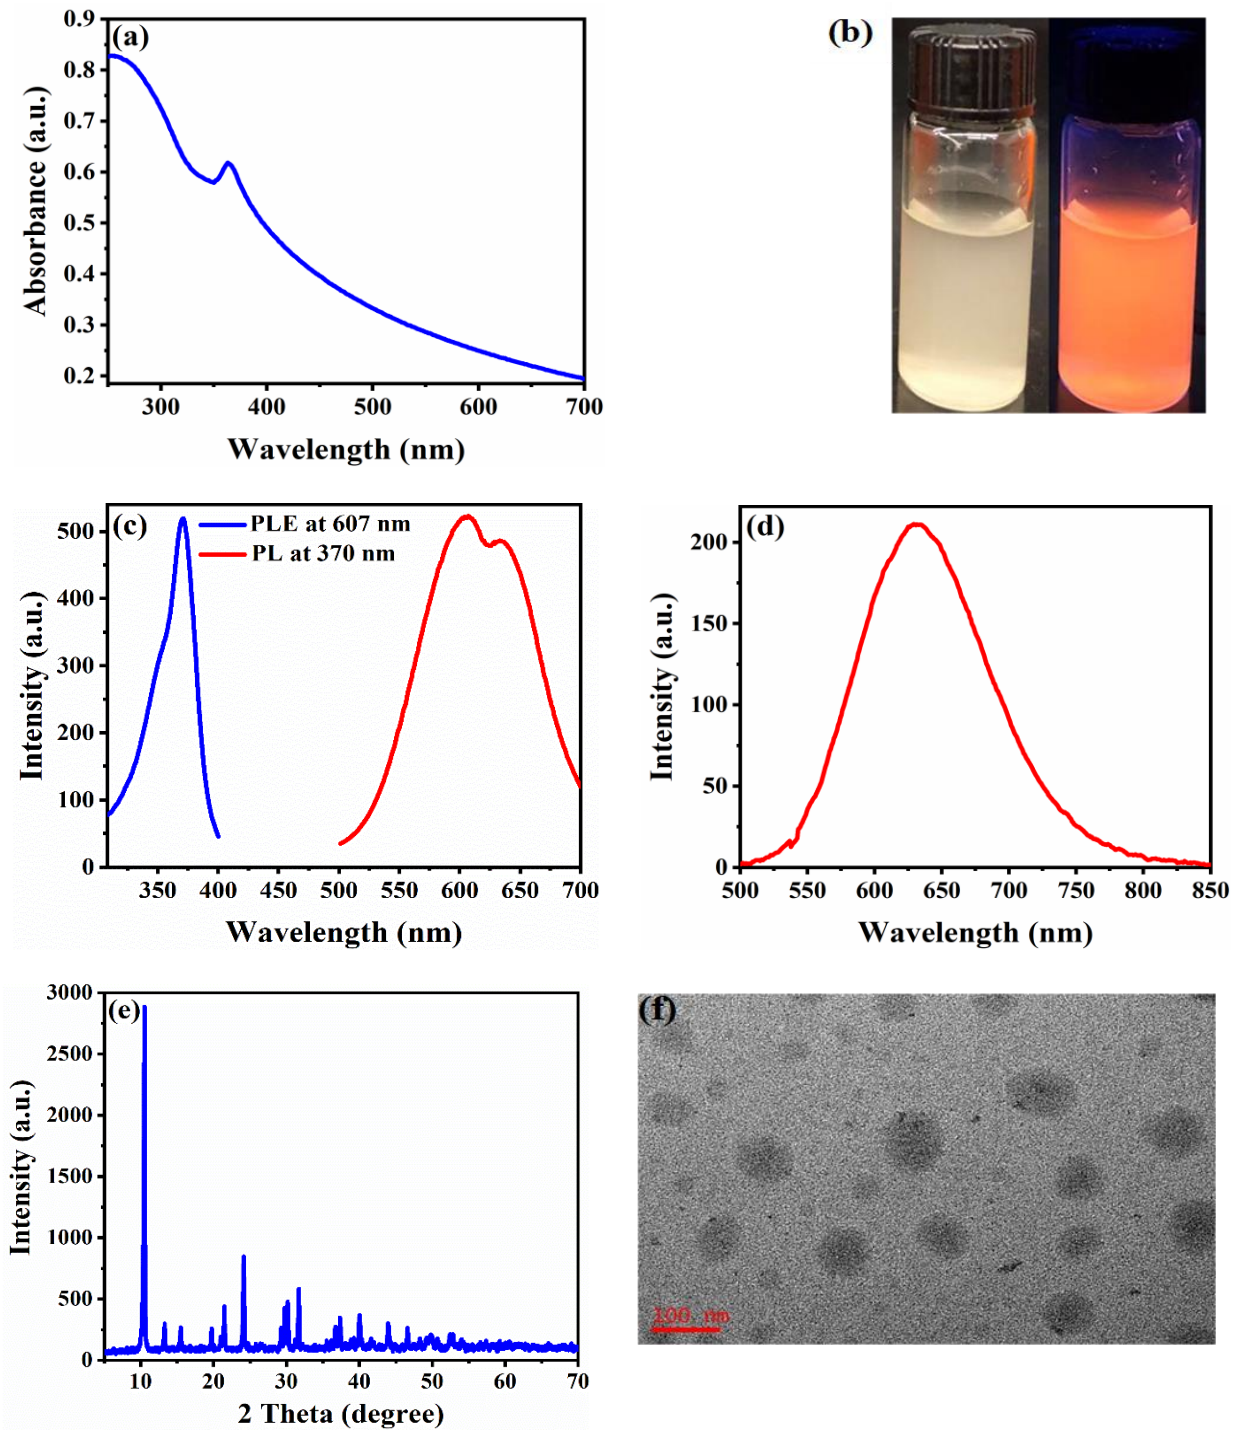 (a)
0.9
0.8
0.7
0.6
0.5
0.4
0.3
0.2
Absorbance (a.u.)
300 400 500 600 700
Wavelength (nm)
(b)
(c)
PLE at 607 nm
PL at 370 nm
500
400
300
200
100
0
Intensity (a.u.)
350 400 450 500 550 600 650 700
Wavelength (nm)
(d)
200
150
100
50
0
Intensity (a.u.)
500 550 600 650 700 750 800 850
Wavelength (nm)
(e)
3000
2500
2000
1500
1000
500
0
Intensity (a.u.)
10 20 30 40 50 60 70
2 Theta (degree)
(f)
100 nm